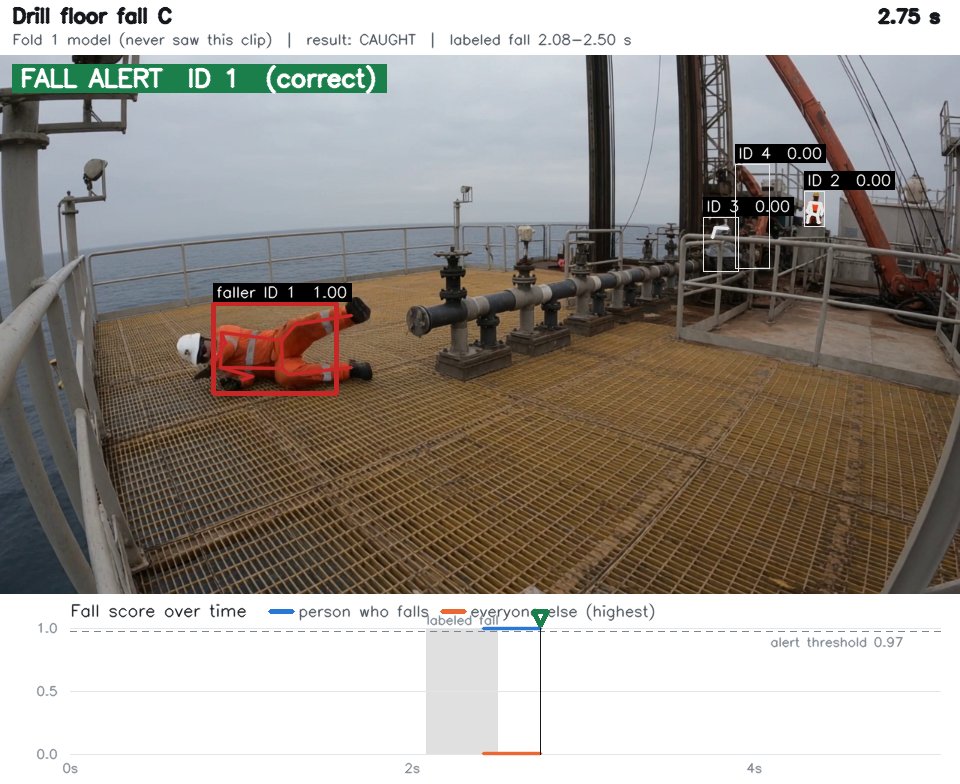 Drill floor fall C 2.75 s
Fold 1 model (never saw this clip) | result: CAUGHT | labeled fall 2.08–2.50 s
FALL ALERT ID 1 (correct)
ID 4 0.00
ID 2 0.00
ID 3 0.00
faller ID 1 1.00
Fall score over time person who falls everyone else (highest)
labeled fall
1.0
alert threshold 0.97
0.5
0.0
0s 2s 4s